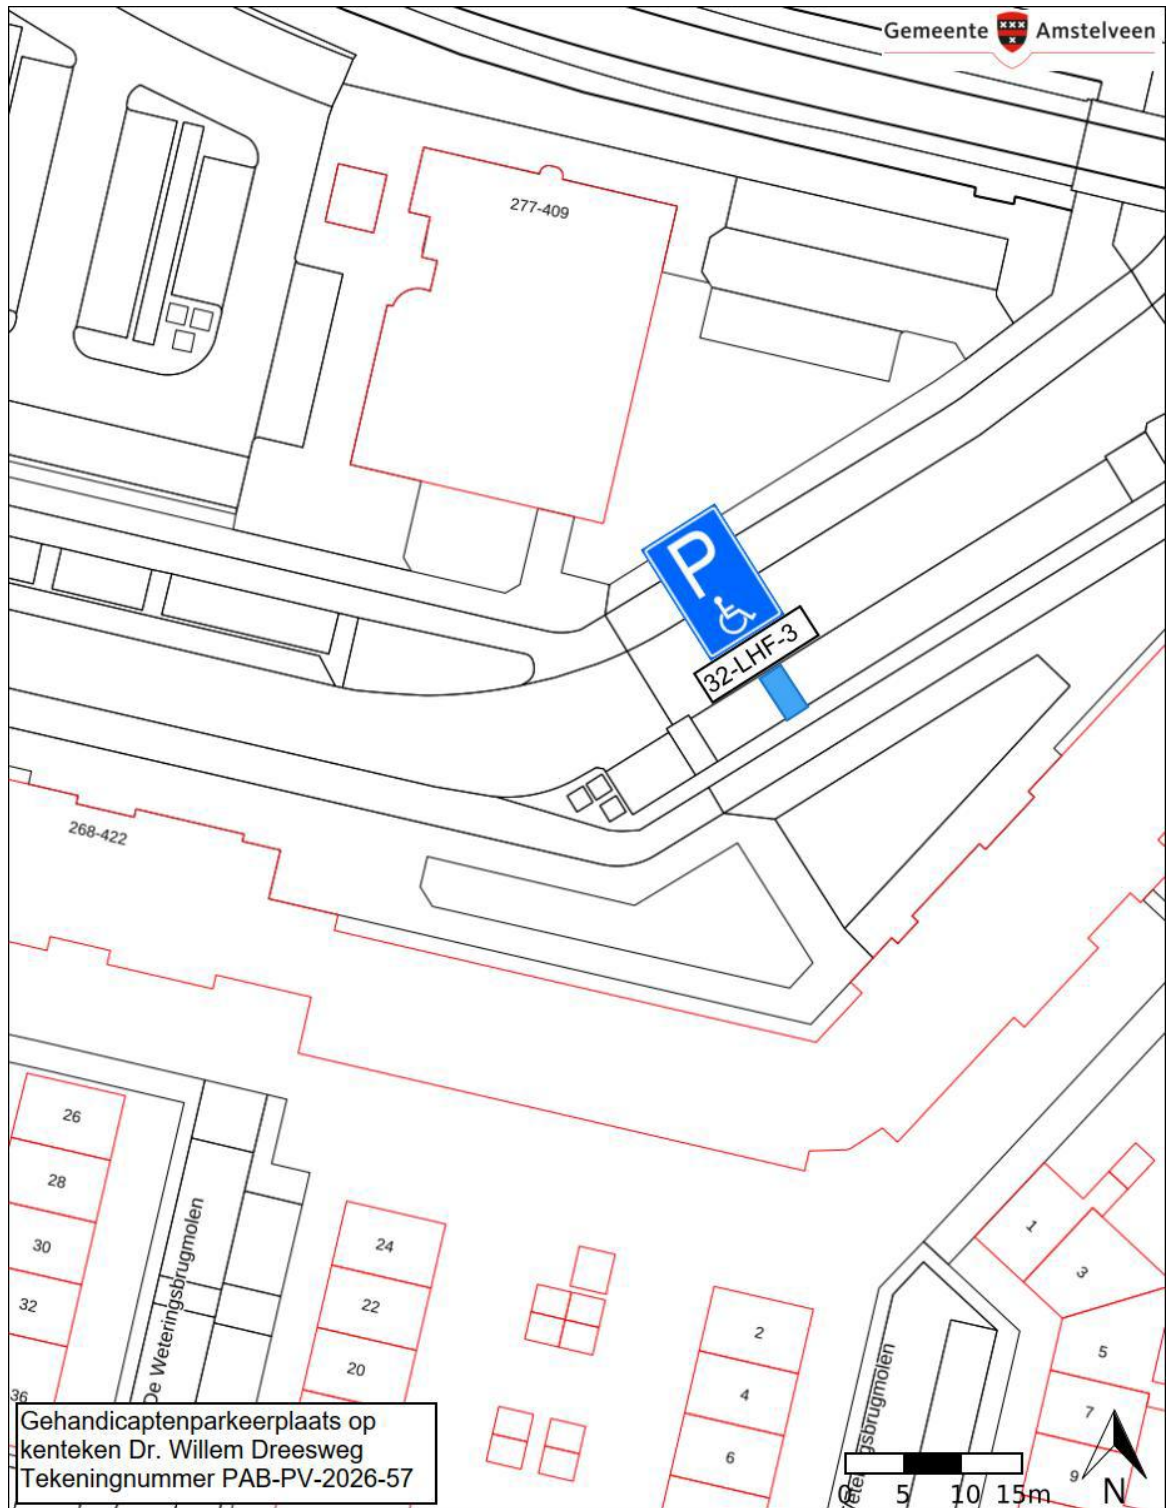 Gemeente Amstelveen
277-409
P
32-LHF-3
268-422
26
28
30
32
36
De Weteringsbrugmolen
24
22
20
2
4
6
1
3
5
7
9
Gehandicaptenparkeerplaats op
kenteken Dr. Willem Dreesweg
Tekeningnummer PAB-PV-2026-57
0 5 10 15m
N